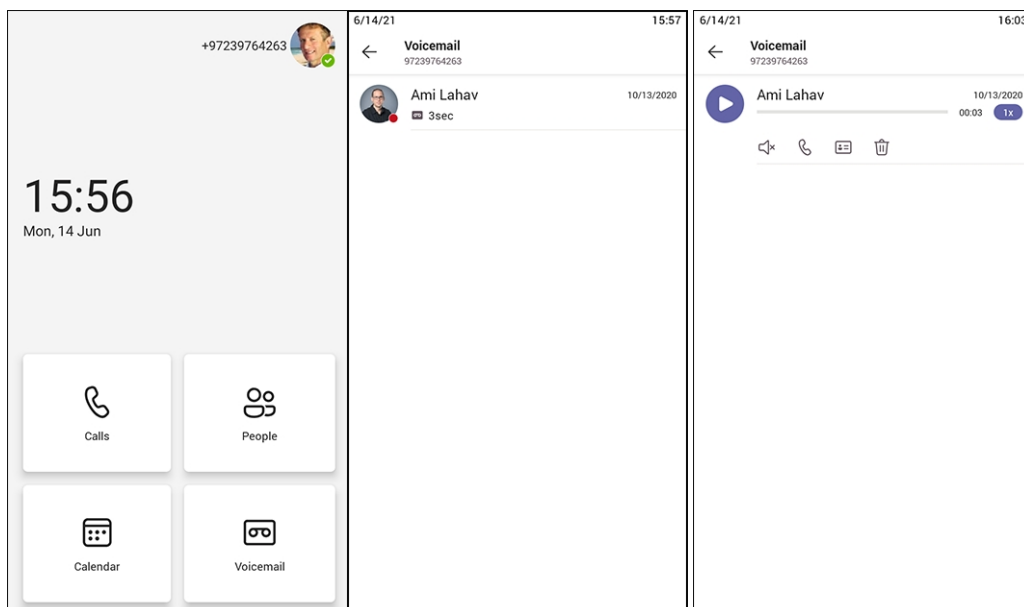 +97239764263
15:56
Mon, 14 Jun
Calls
People
Calendar
Voicemail
6/14/21 15:57
Voicemail
97239764263
Ami Lahav 10/13/2020
3sec
6/14/21 16:03
Voicemail
97239764263
Ami Lahav 10/13/2020
00:03 1x